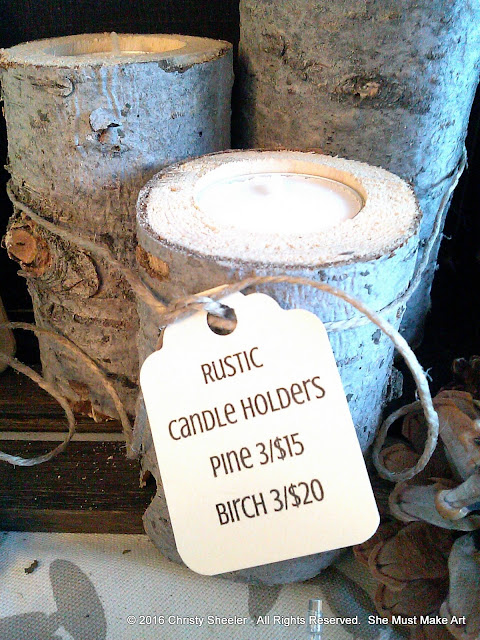 RUSTIC
Candle Holders
Pine 3/$15
Birch 3/$20
© 2016 Christy Sheeler - All Rights Reserved. She Must Make Art